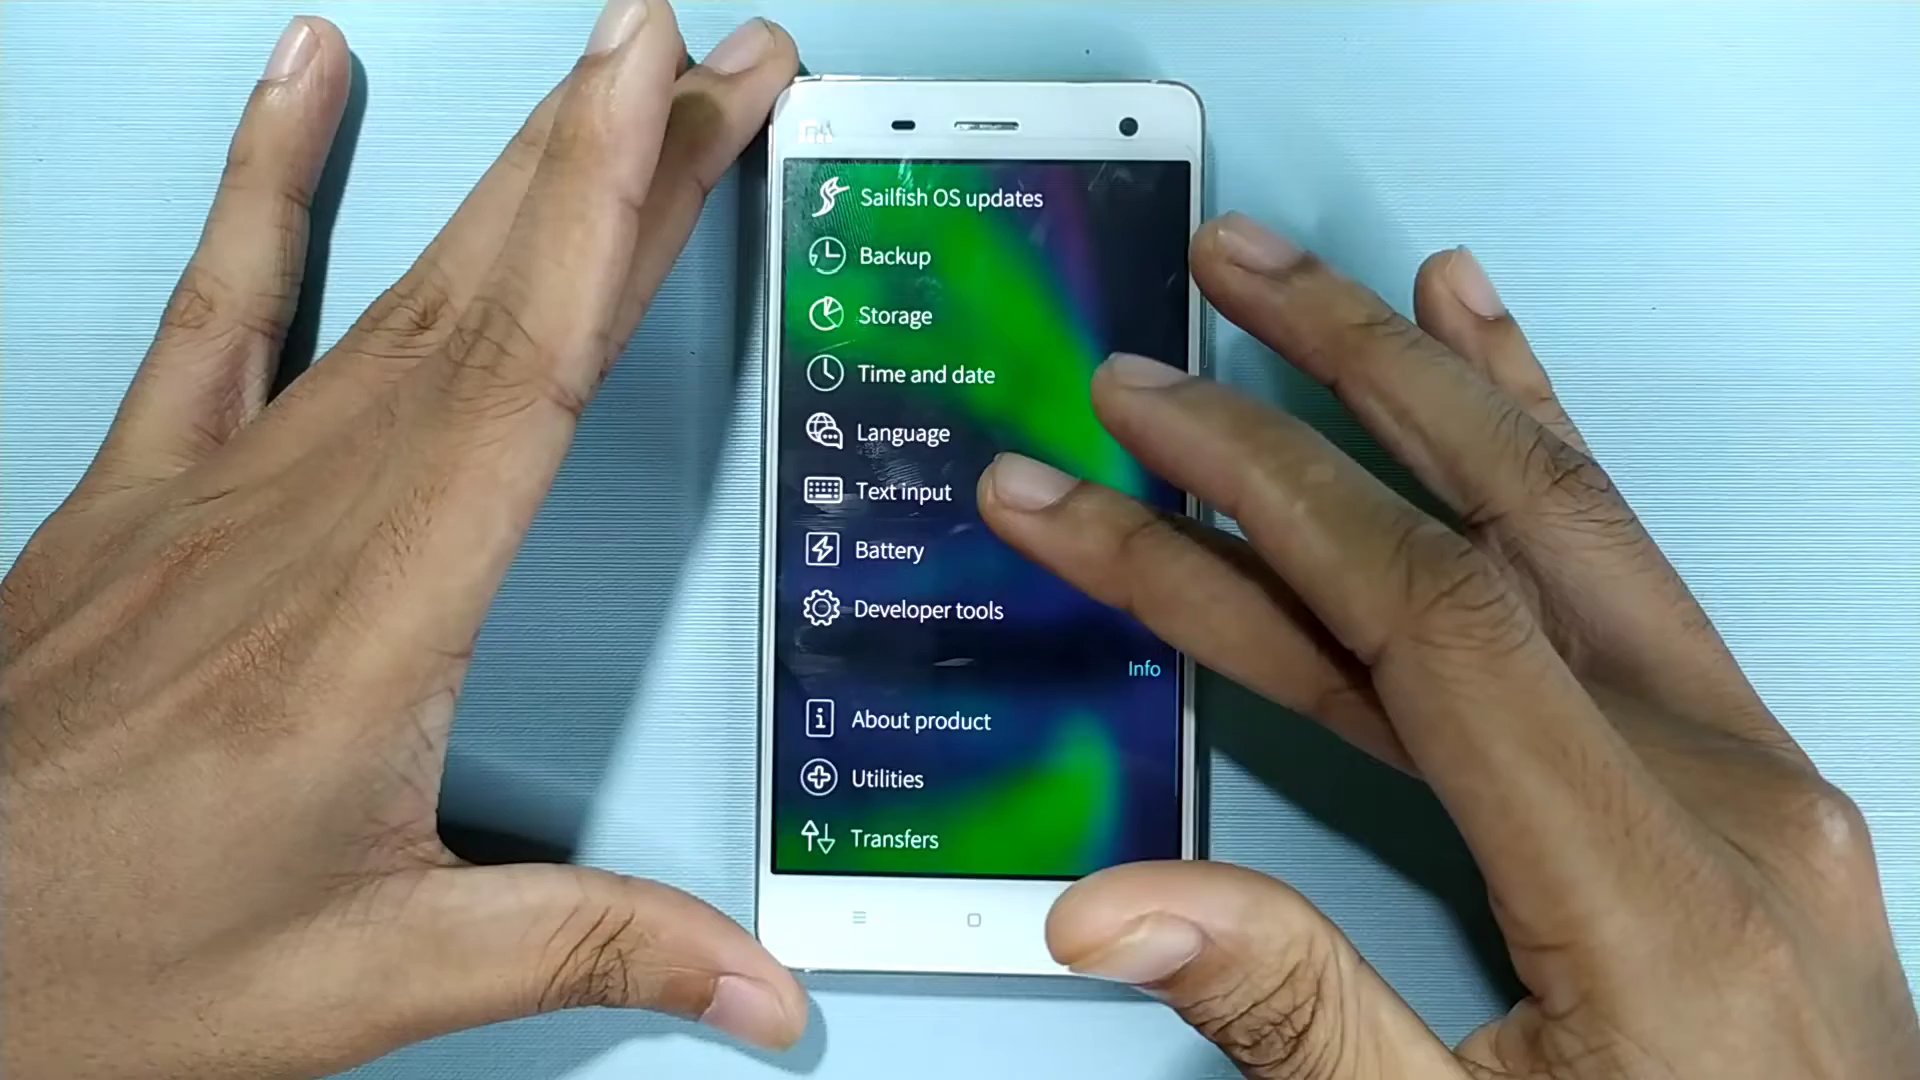 mi
Sailfish OS updates
Backup
Storage
Time and date
Language
Text input
Battery
Developer tools
Info
About product
Utilities
Transfers